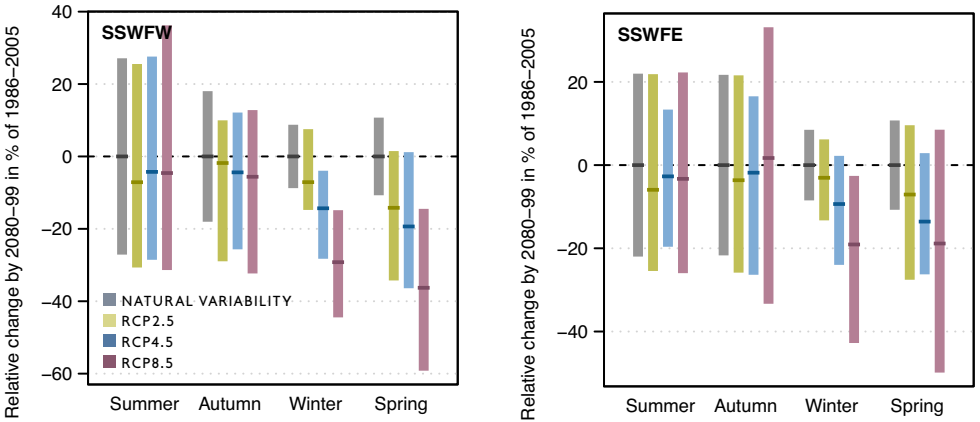 Relative change by 2080–99 in % of 1986–2005
40
20
0
−20
−40
−60
SSWFW
NATURAL VARIABILITY
RCP2.5
RCP4.5
RCP8.5
Summer Autumn Winter Spring
Relative change by 2080–99 in % of 1986–2005
20
0
−20
−40
SSWFE
Summer Autumn Winter Spring